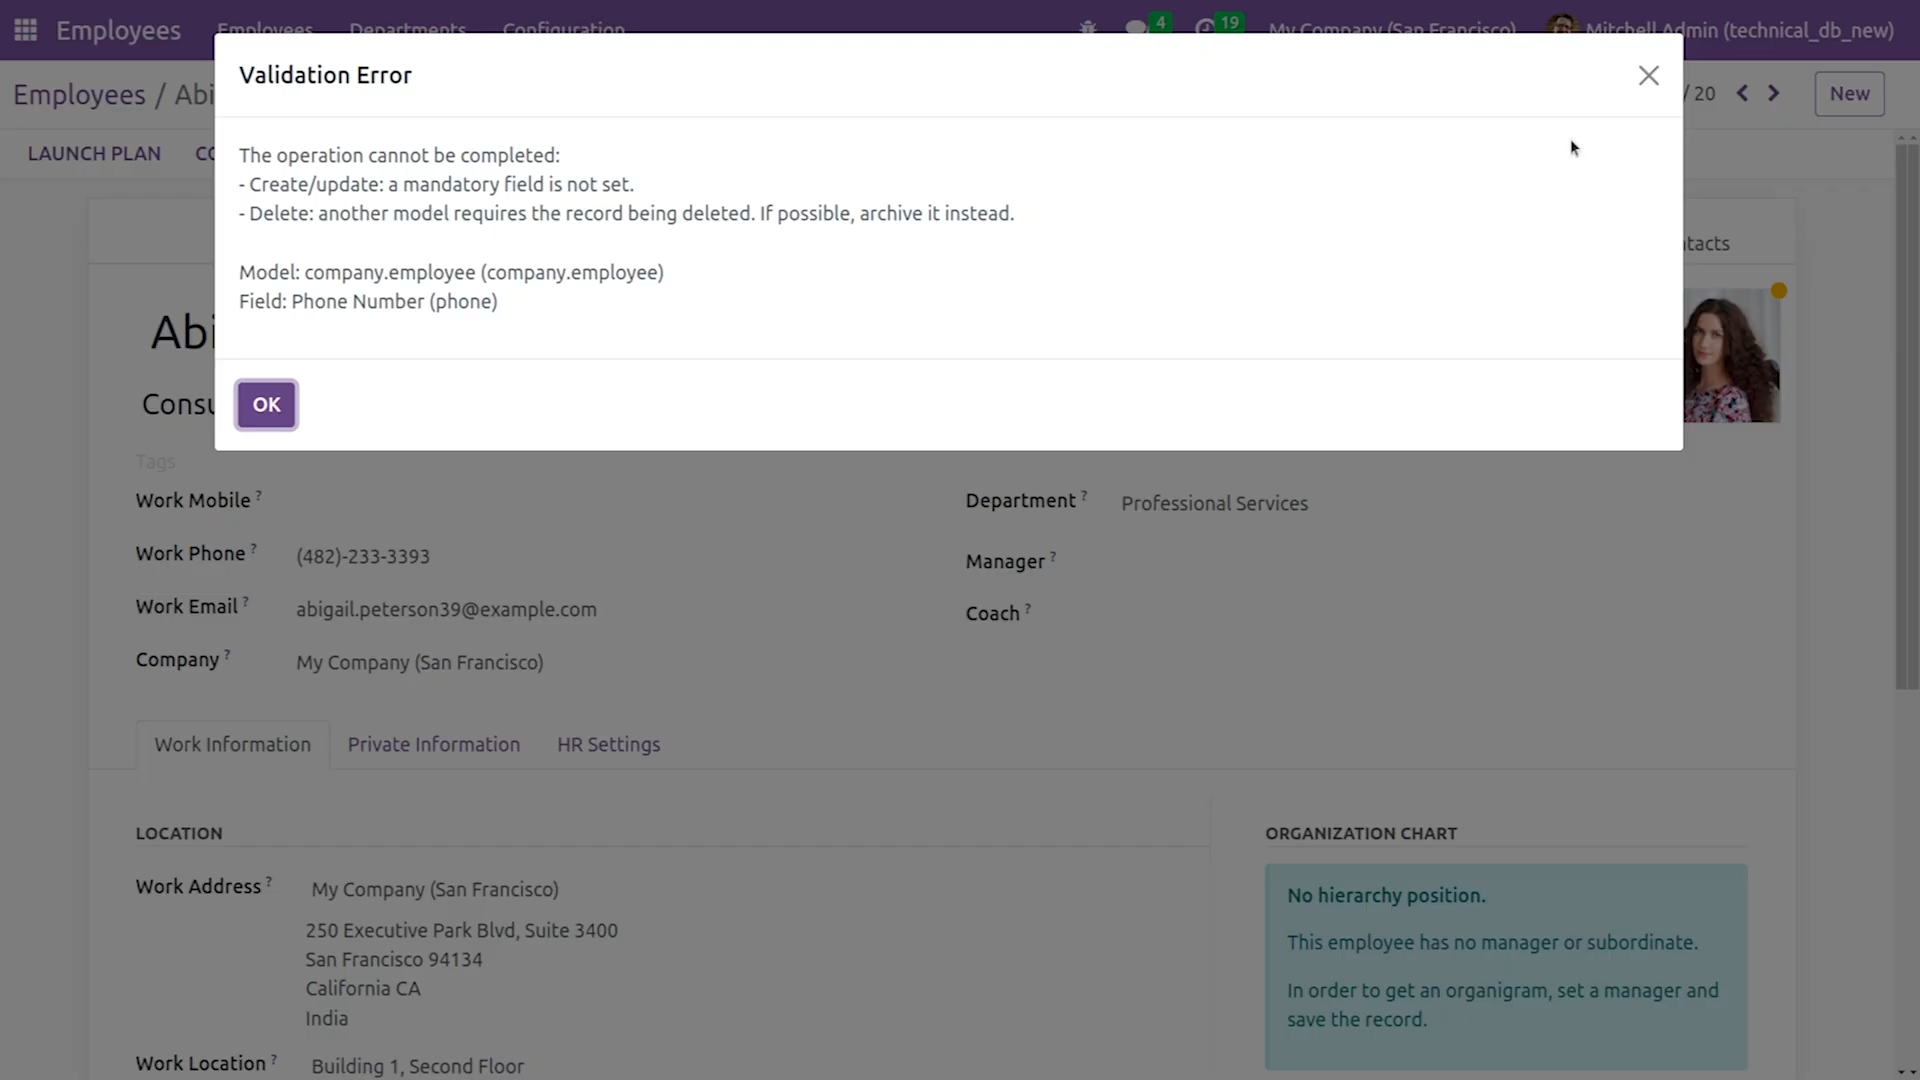 Employees
Employees Departments Configuration
4 19 My Company (San Francisco) Mitchell Admin (technical_db_new)
Employees / Abi
/ 20
New
LAUNCH PLAN
Validation Error
The operation cannot be completed:
- Create/update: a mandatory field is not set.
- Delete: another model requires the record being deleted. If possible, archive it instead.
Model: company.employee (company.employee)
Field: Phone Number (phone)
OK
Tags
Work Mobile ?
Work Phone ? (482)-233-3393
Work Email ? abigail.peterson39@example.com
Company ? My Company (San Francisco)
Department ? Professional Services
Manager ?
Coach ?
Work Information Private Information HR Settings
LOCATION
Work Address ? My Company (San Francisco)
250 Executive Park Blvd, Suite 3400
San Francisco 94134
California CA
India
Work Location ? Building 1, Second Floor
ORGANIZATION CHART
No hierarchy position.
This employee has no manager or subordinate.
In order to get an organigram, set a manager and
save the record.